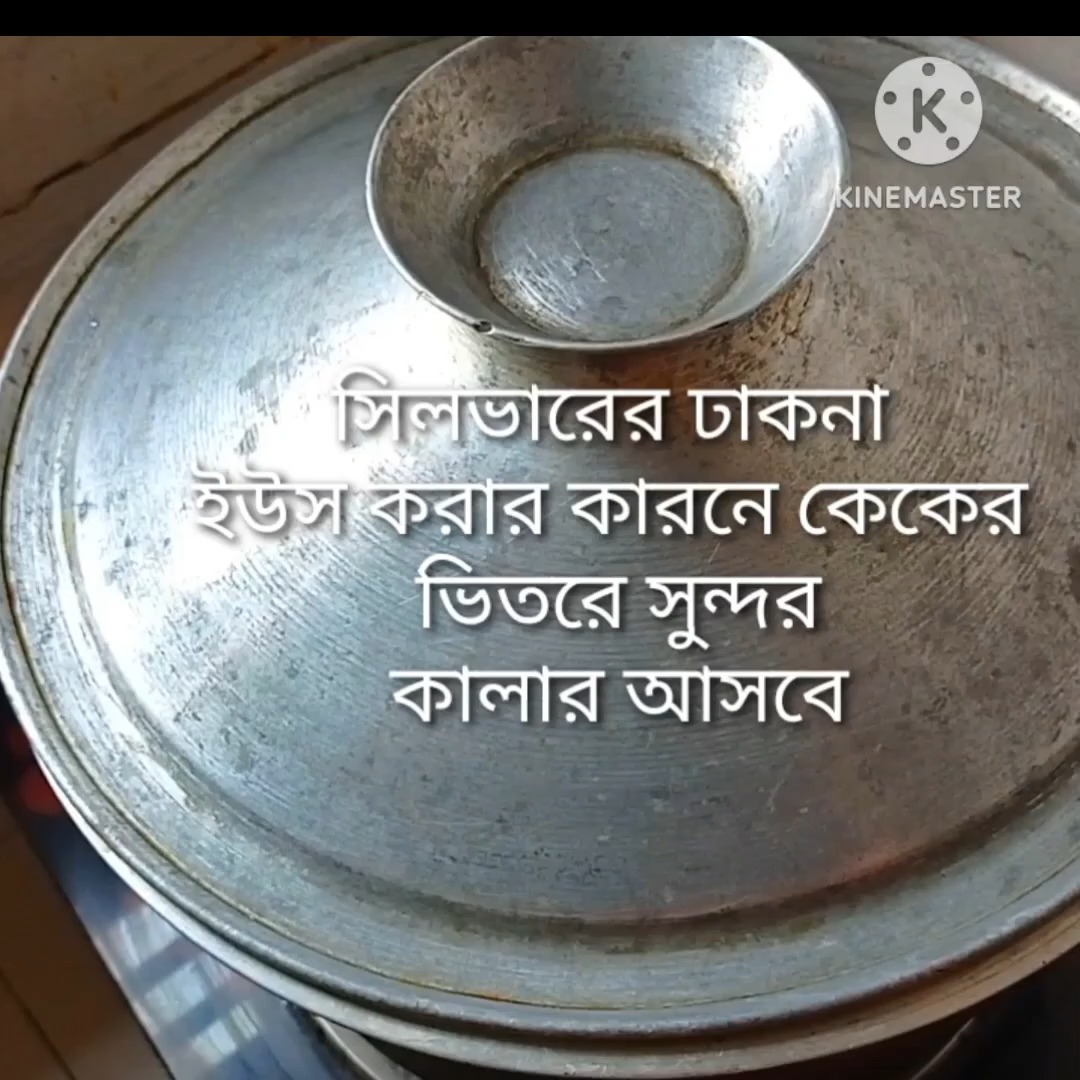 K
KINEMASTER
সিলভারের ঢাকনা
ইউস করার কারনে কেকের
ভিতরে সুন্দর
কালার আসবে